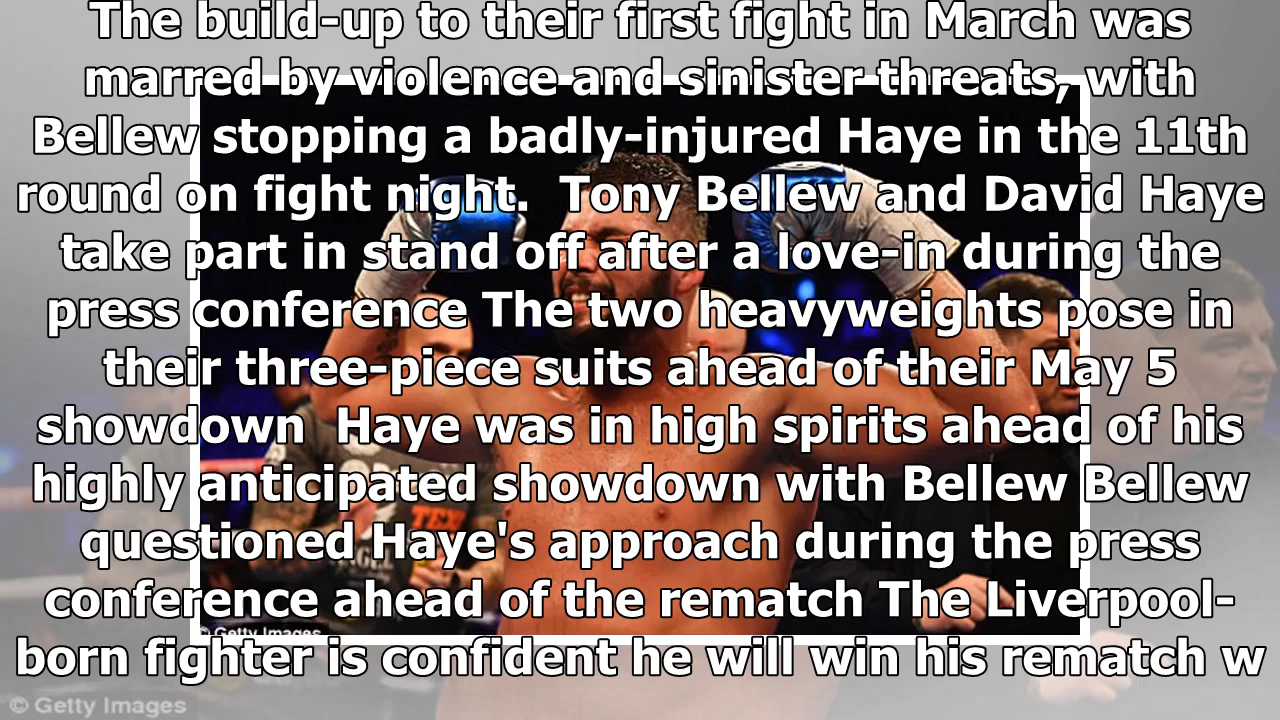 The build-up to their first fight in March was
marred by violence and sinister threats, with
Bellew stopping a badly-injured Haye in the 11th
round on fight night.  Tony Bellew and David Haye
take part in stand off after a love-in during the
press conference The two heavyweights pose in
their three-piece suits ahead of their May 5
showdown  Haye was in high spirits ahead of his
highly anticipated showdown with Bellew Bellew
questioned Haye's approach during the press
conference ahead of the rematch The Liverpool-
born fighter is confident he will win his rematch w
© Getty Images
© Getty Images